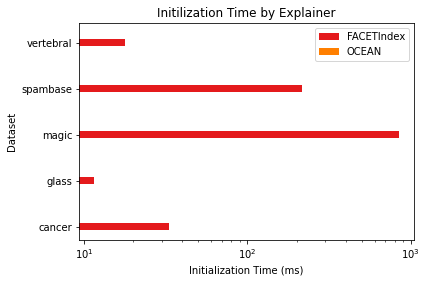 Initilization Time by Explainer
FACETIndex
OCEAN
vertebral
spambase
magic
glass
cancer
Dataset
10¹
10²
10³
Initialization Time (ms)